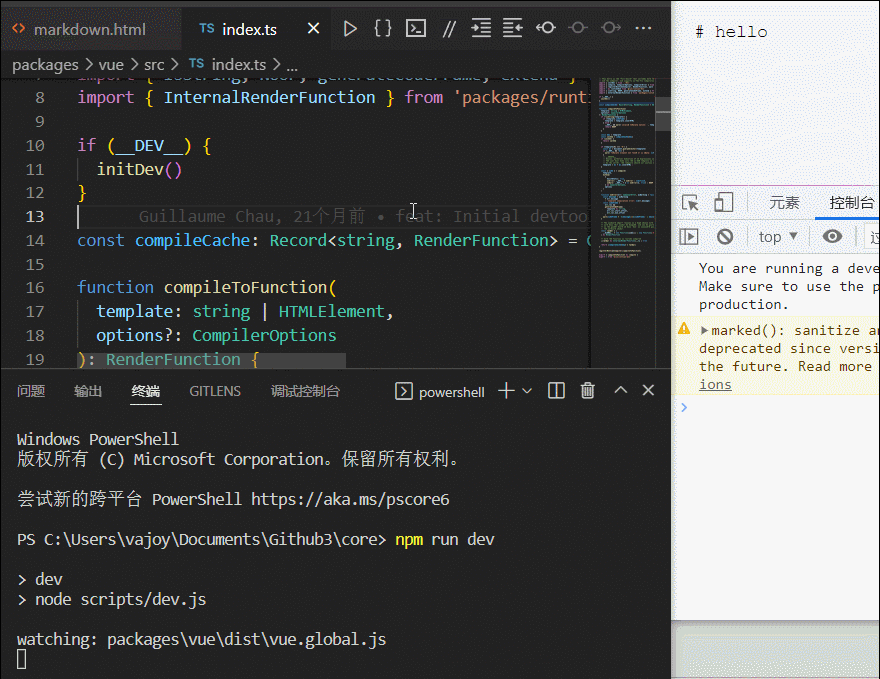 markdown.html
TS index.ts
packages > vue > src > TS index.ts > ...
8 import { InternalRenderFunction } from 'packages/runti
9
10 if (__DEV__) {
11 initDev()
12 }
13 Guillaume Chau, 21个月前 • feat: Initial devtoo
14 const compileCache: Record<string, RenderFunction> =
15
16 function compileToFunction(
17 template: string | HTMLElement,
18 options?: CompilerOptions
19 ): RenderFunction {
问题 输出 终端 GITLENS 调试控制台 powershell
Windows PowerShell
版权所有 (C) Microsoft Corporation。保留所有权利。
尝试新的跨平台 PowerShell https://aka.ms/pscore6
PS C:\Users\vajoy\Documents\Github3\core> npm run dev
> dev
> node scripts/dev.js
watching: packages\vue\dist\vue.global.js
# hello
元素 控制台
top
You are running a deve
Make sure to use the p
production.
marked(): sanitize an
deprecated since versi
the future. Read more
ions